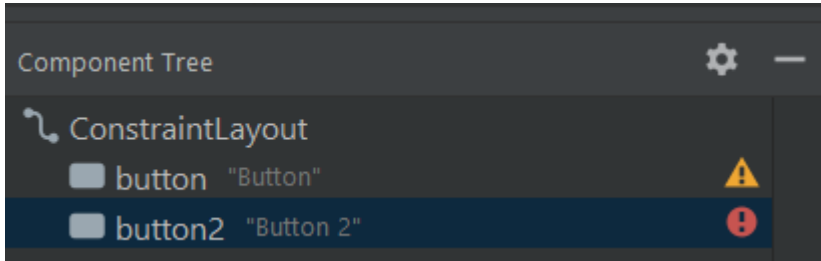 Component Tree
ConstraintLayout
button "Button"
button2 "Button 2"